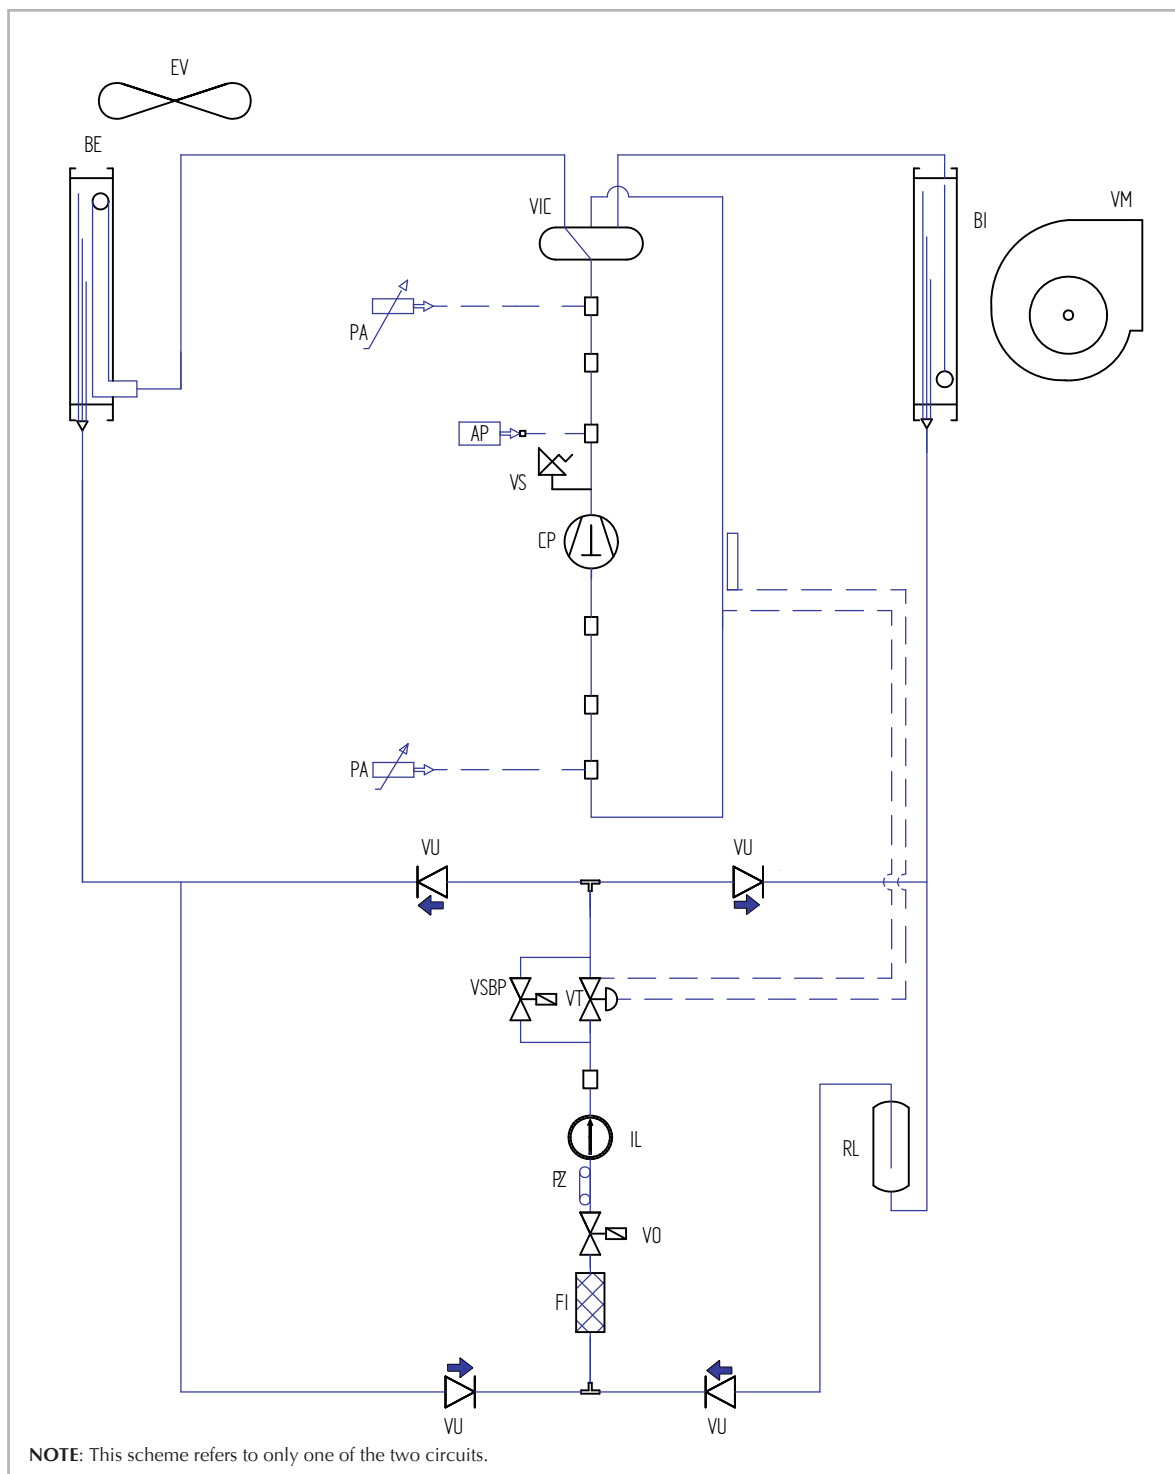 EV
BE
VIC
VM
BI
PA
AP
VS
CP
PA
VU
VU
VSBP
VT
IL
RL
PZ
VO
FI
VU
VU
NOTE: This scheme refers to only one of the two circuits.